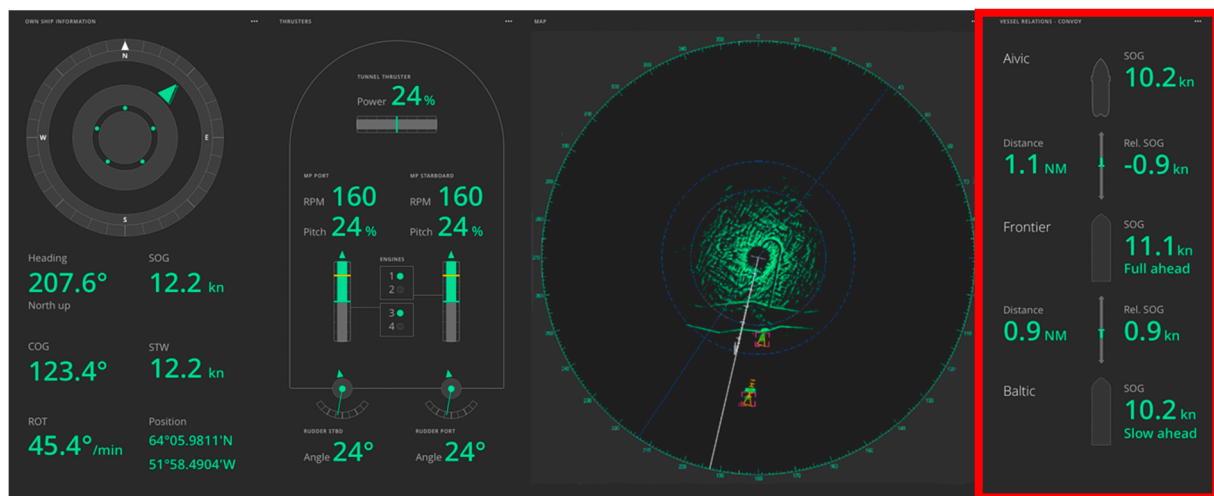 OWN SHIP INFORMATION
N
W
E
S
Heading
207.6°
North up
SOG
12.2 kn
COG
123.4°
STW
12.2 kn
ROT
45.4°/min
Position
64°05.9811'N
51°58.4904'W
THRUSTERS
TUNNEL THRUSTER
Power 24 %
MP PORT
RPM 160
Pitch 24 %
MP STARBOARD
RPM 160
Pitch 24 %
ENGINES
1
2
3
4
RUDDER STBD
Angle 24°
RUDDER PORT
Angle 24°
MAP
VESSEL RELATIONS - CONVOY
Aivic
SOG
10.2 kn
Distance
1.1 NM
Rel. SOG
-0.9 kn
Frontier
SOG
11.1 kn
Full ahead
Distance
0.9 NM
Rel. SOG
0.9 kn
Baltic
SOG
10.2 kn
Slow ahead